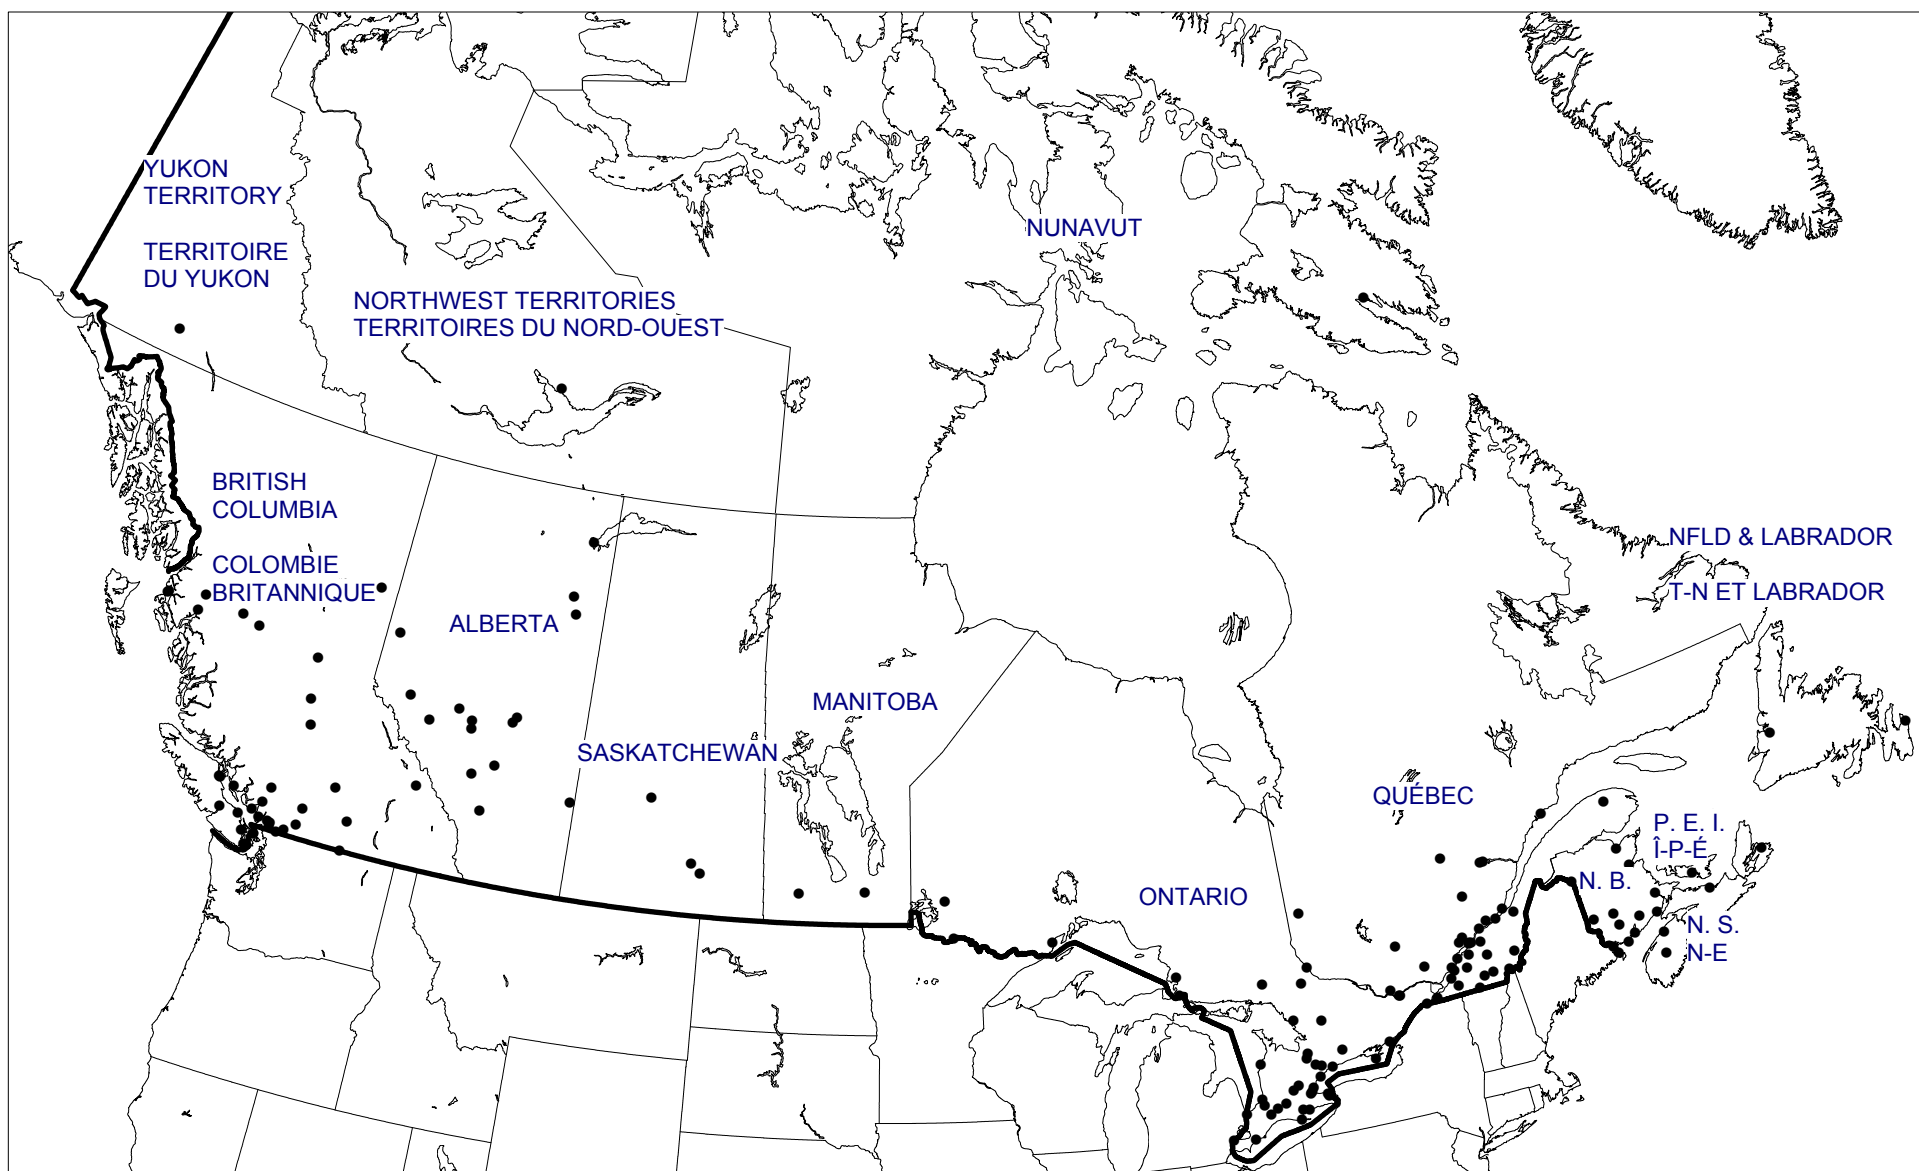 YUKON
TERRITORY
TERRITOIRE
DU YUKON
NORTHWEST TERRITORIES
TERRITOIRES DU NORD-OUEST
NUNAVUT
BRITISH
COLUMBIA
COLOMBIE
BRITANNIQUE
ALBERTA
SASKATCHEWAN
MANITOBA
ONTARIO
QUÉBEC
NFLD & LABRADOR
T-N ET LABRADOR
P. E. I.
Î-P-É
N. B.
N. S.
N-E